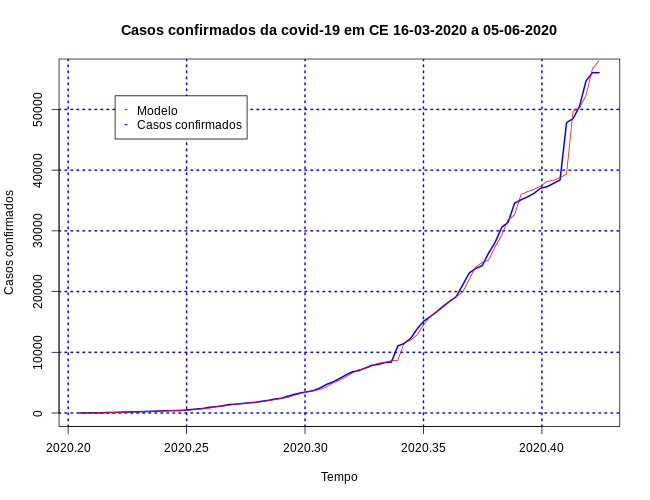 Casos confirmados da covid-19 em CE 16-03-2020 a 05-06-2020
Casos confirmados
50000
40000
30000
20000
10000
0
Modelo
Casos confirmados
2020.20 2020.25 2020.30 2020.35 2020.40
Tempo